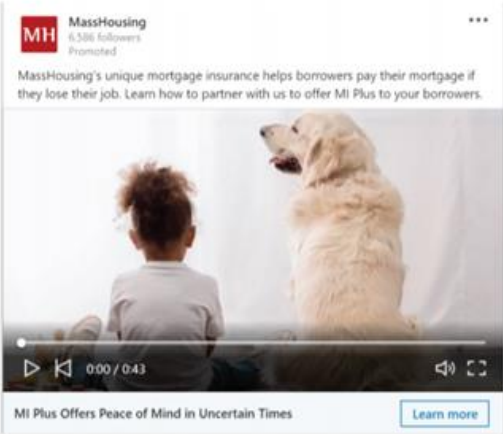 MH
MassHousing
6,586 followers
Promoted
MassHousing's unique mortgage insurance helps borrowers pay their mortgage if
they lose their job. Learn how to partner with us to offer MI Plus to your borrowers.
0:00 / 0:43
MI Plus Offers Peace of Mind in Uncertain Times
Learn more